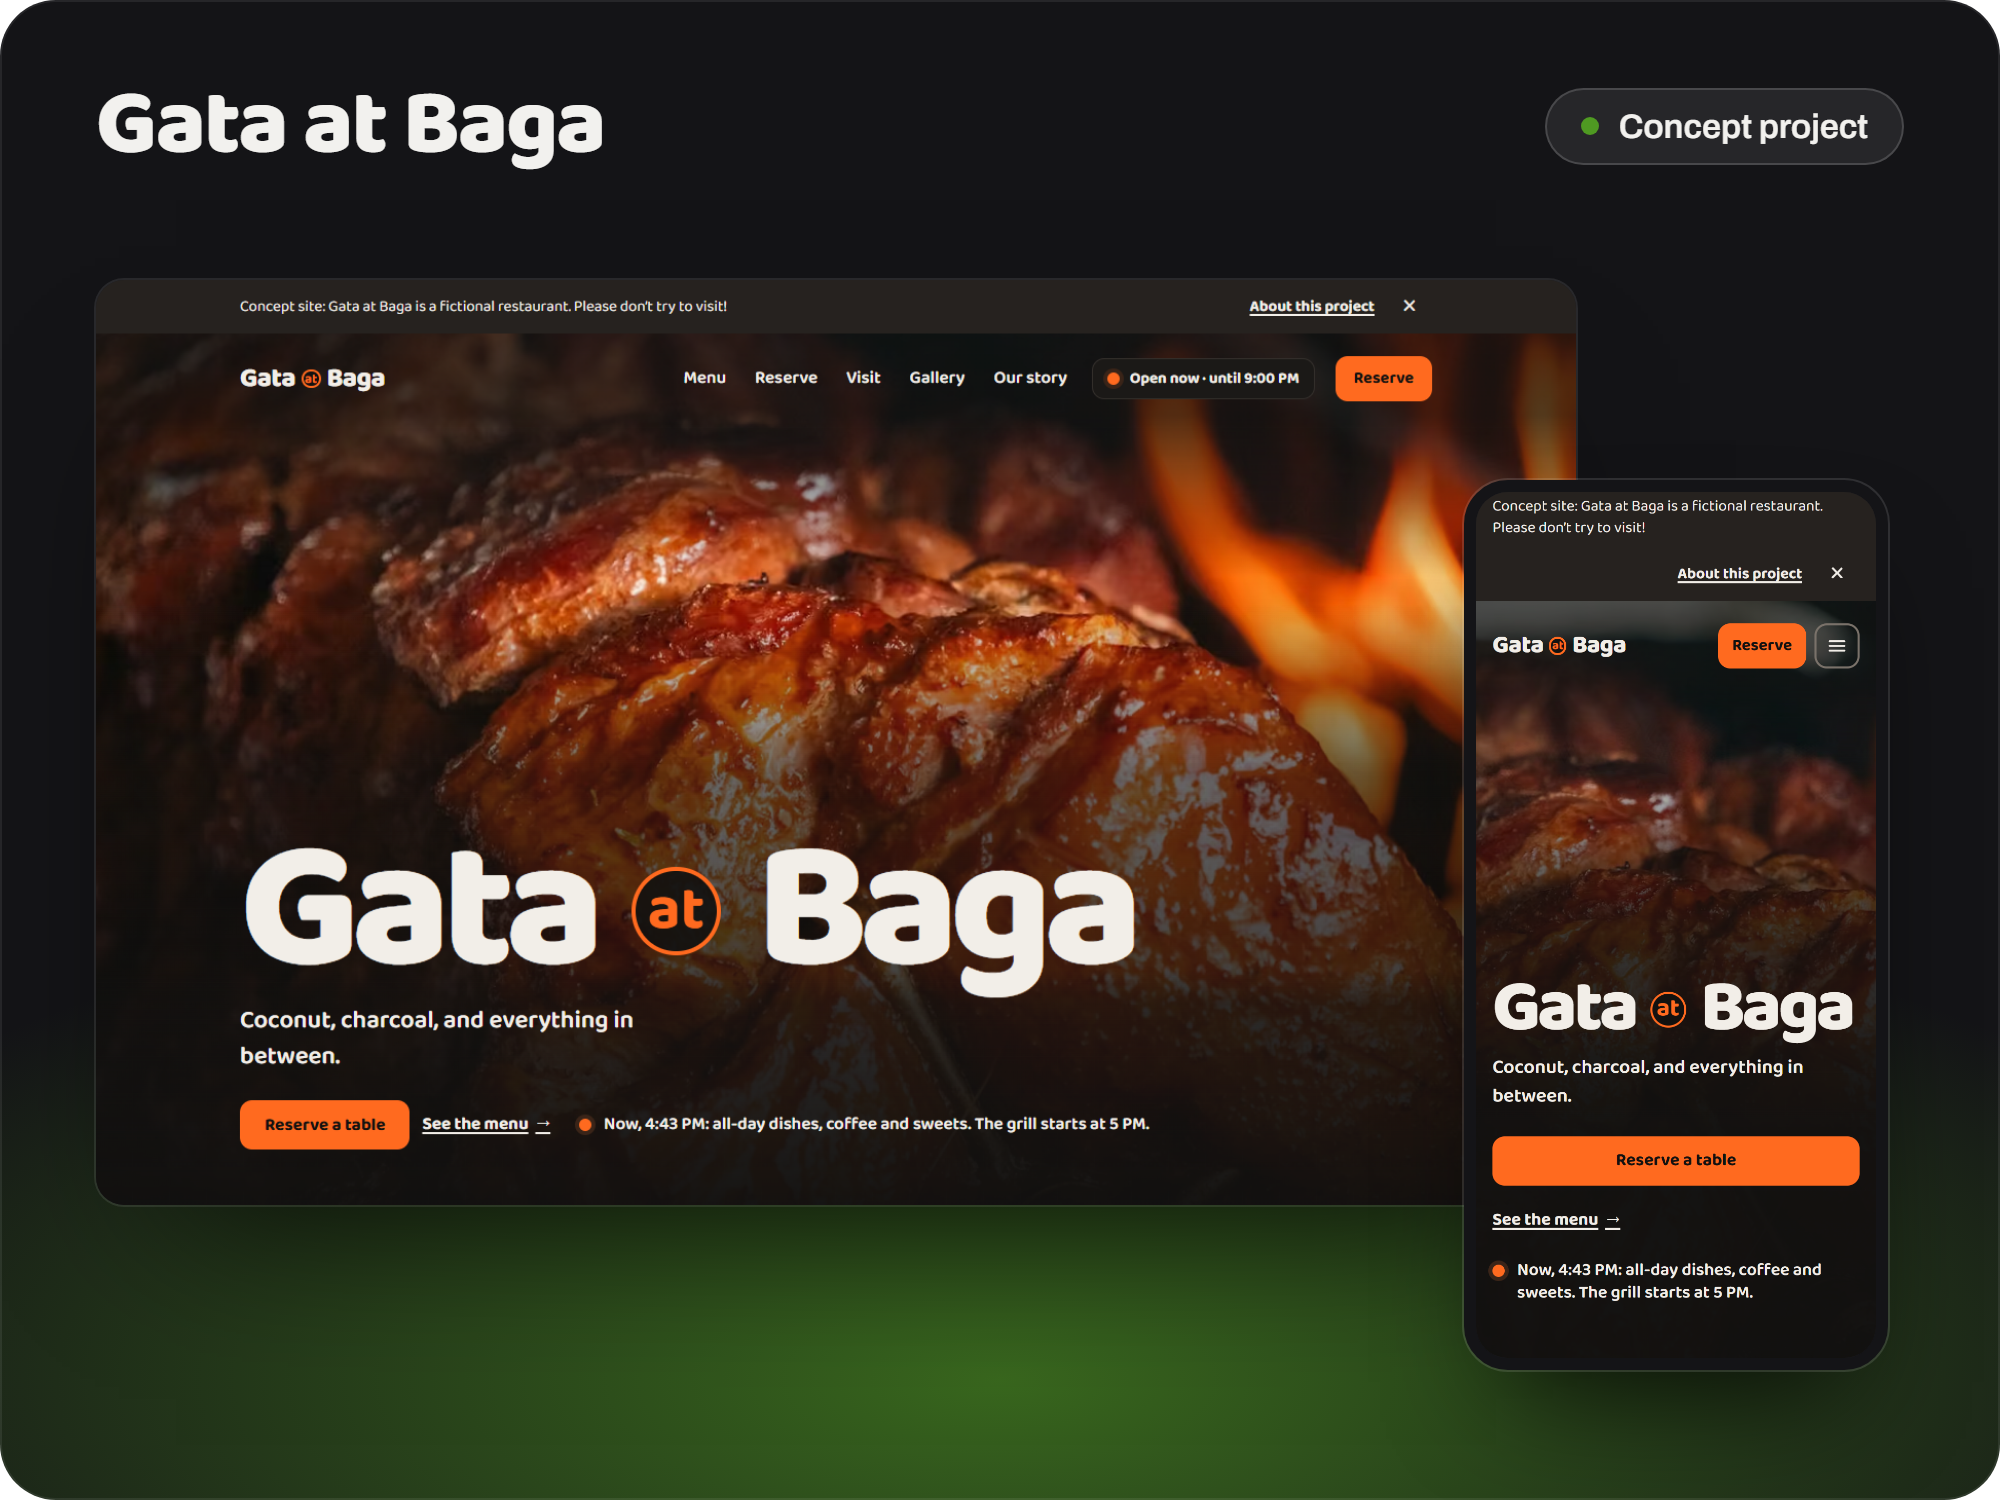 Gata at Baga
Concept project
Concept site: Gata at Baga is a fictional restaurant. Please don't try to visit!
About this project ✕
Gata at Baga
Menu Reserve Visit Gallery Our story Open now · until 9:00 PM Reserve
Gata at Baga
Coconut, charcoal, and everything in
between.
Reserve a table See the menu → Now, 4:43 PM: all-day dishes, coffee and sweets. The grill starts at 5 PM.
Concept site: Gata at Baga is a fictional restaurant.
Please don't try to visit!
About this project ✕
Gata at Baga Reserve
Gata at Baga
Coconut, charcoal, and everything in
between.
Reserve a table
See the menu →
Now, 4:43 PM: all-day dishes, coffee and
sweets. The grill starts at 5 PM.